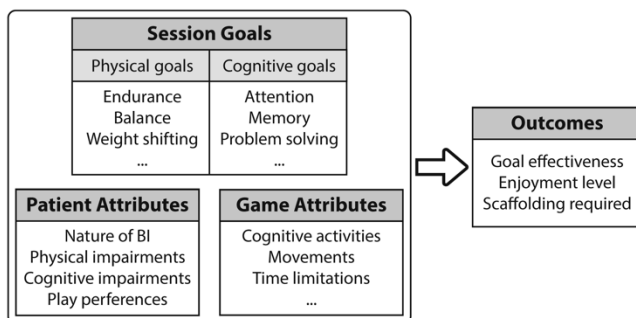 Session Goals
Physical goals
Cognitive goals
Endurance
Balance
Weight shifting
...
Attention
Memory
Problem solving
...
Patient Attributes
Nature of BI
Physical impairments
Cognitive impairments
Play perferences
Game Attributes
Cognitive activities
Movements
Time limitations
...
Outcomes
Goal effectiveness
Enjoyment level
Scaffolding required